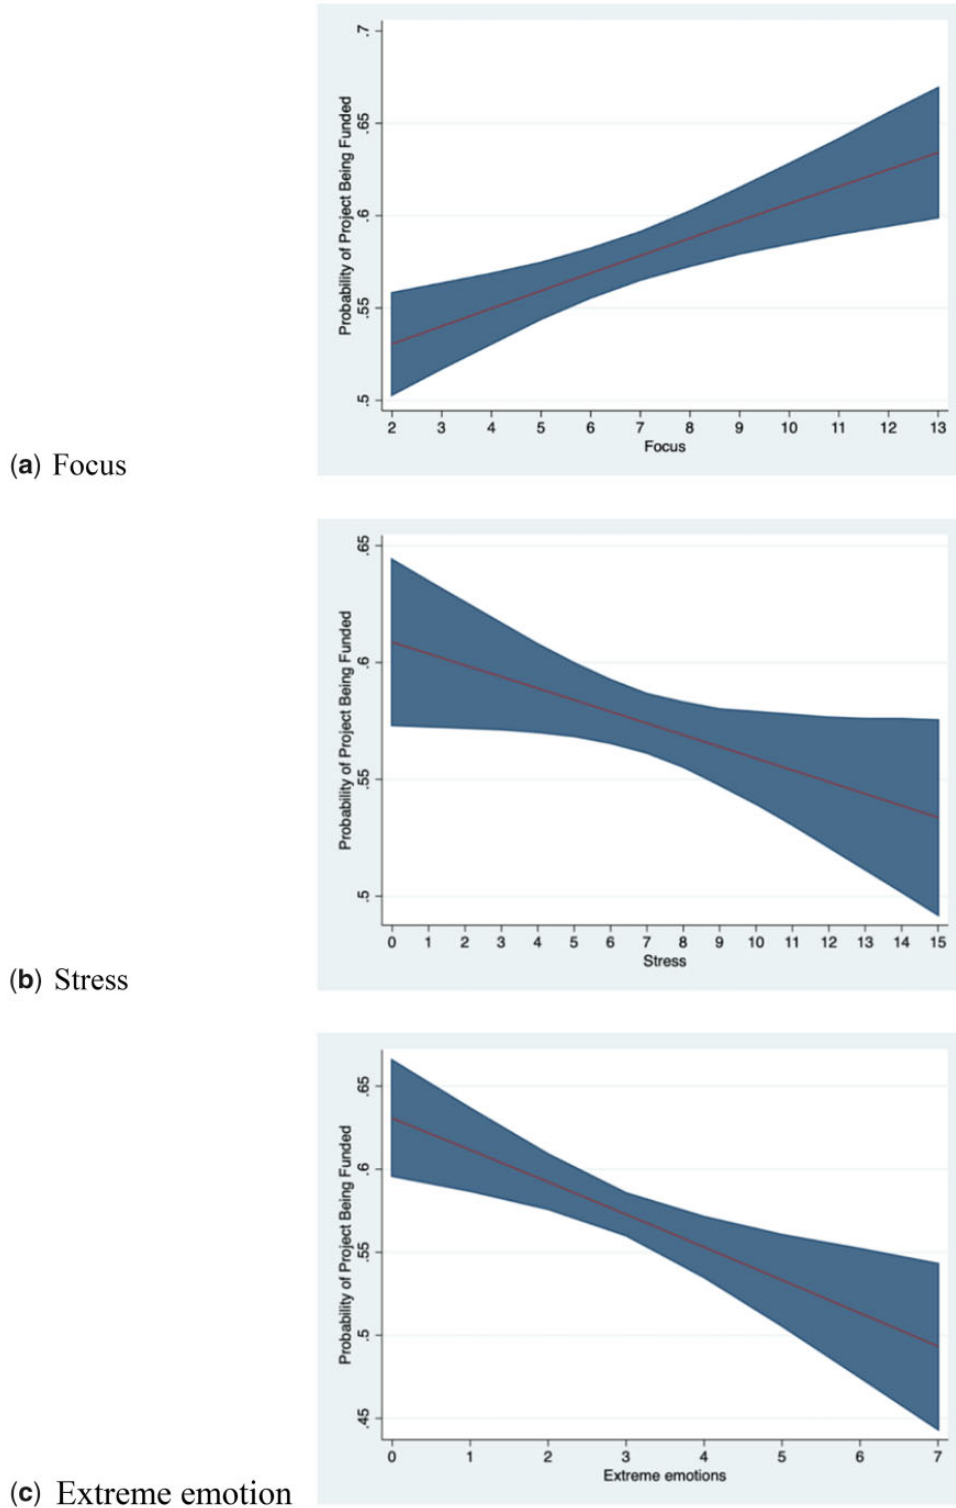 Probability of Project Being Funded
.7
.65
.6
.55
.5
2 3 4 5 6 7 8 9 10 11 12 13
Focus
(a) Focus
Probability of Project Being Funded
.65
.6
.55
.5
0 1 2 3 4 5 6 7 8 9 10 11 12 13 14 15
Stress
(b) Stress
Probability of Project Being Funded
.65
.6
.55
.5
.45
0 1 2 3 4 5 6 7
Extreme emotions
(c) Extreme emotion